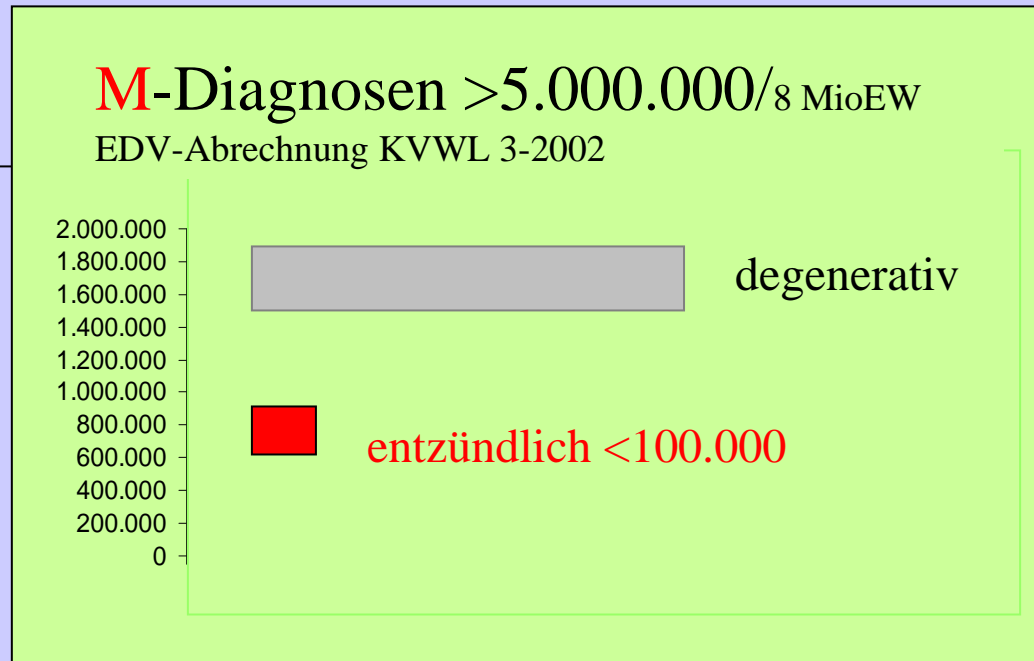 M-Diagnosen >5.000.000/8 MioEW
EDV-Abrechnung KVWL 3-2002
2.000.000
1.800.000
1.600.000
1.400.000
1.200.000
1.000.000
800.000
600.000
400.000
200.000
0
degenerativ
entzündlich <100.000